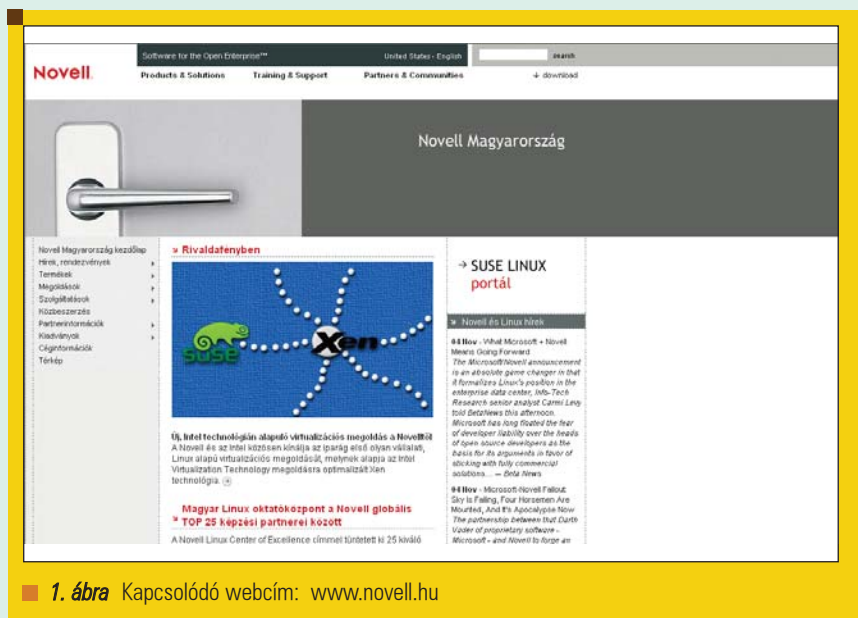 Software for the Open Enterprise™
United States - English
search
Novell
Products & Solutions
Training & Support
Partners & Communities
↓ download
Novell Magyarország
Novell Magyarország kezdőlap
Hírek, rendezvények
Termékek
Megoldások
Szolgáltatások
Közbeszerzés
Partnerinformációk
Kiadványok
Céginformációk
Térkép
Rivaldafényben
suse
Xen
Új, Intel technológián alapuló virtualizációs megoldás a Novelltől
A Novell és az Intel közösen kínálja az iparág első olyan vállalati,
Linux alapú virtualizációs megoldását, melynek alapja az Intel
Virtualization Technology megoldásra optimalizált Xen
technológia.
Magyar Linux oktatóközpont a Novell globális
TOP 25 képzési partnerei között
A Novell Linux Center of Excellence címmel tüntetett ki 25 kiváló
→ SUSE LINUX
portál
Novell és Linux hírek
04 Nov - What Microsoft + Novell
Means Going Forward
The Microsoft/Novell announcement
is an absolute game changer in that
it formalizes Linux's position in the
enterprise data center, Info-Tech
Research senior analyst Carmi Levy
told BetaNews this afternoon.
Microsoft has long floated the fear
of developer liability over the heads
of open source developers as the
basis for its arguments in favor of
sticking with fully commercial
solutions... — Beta News
04 Nov - Microsoft-Novell Fallout:
Sky is Falling, Four Horsemen Are
Mounted, And It's Apocalypse Now
The partnership between that Darth
Vader of proprietary software -
Microsoft - and Novell to forge an
1. ábra Kapcsolódó webcím: www.novell.hu